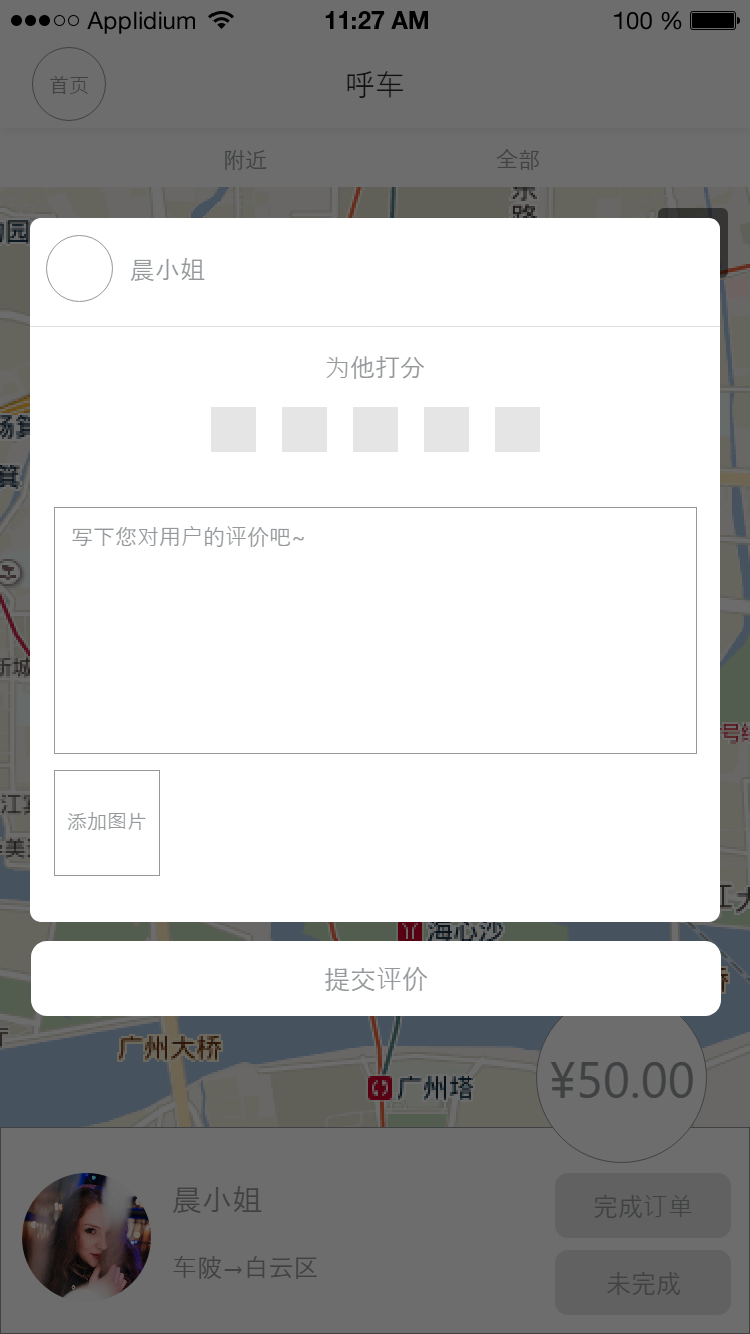 Applidium 11:27 AM 100 %
首页
呼车
附近 全部
路
晨小姐
为他打分
写下您对用户的评价吧~
新城
添加图片
海心沙
提交评价
广州大桥
广州塔
¥50.00
晨小姐
完成订单
车陂→白云区
未完成